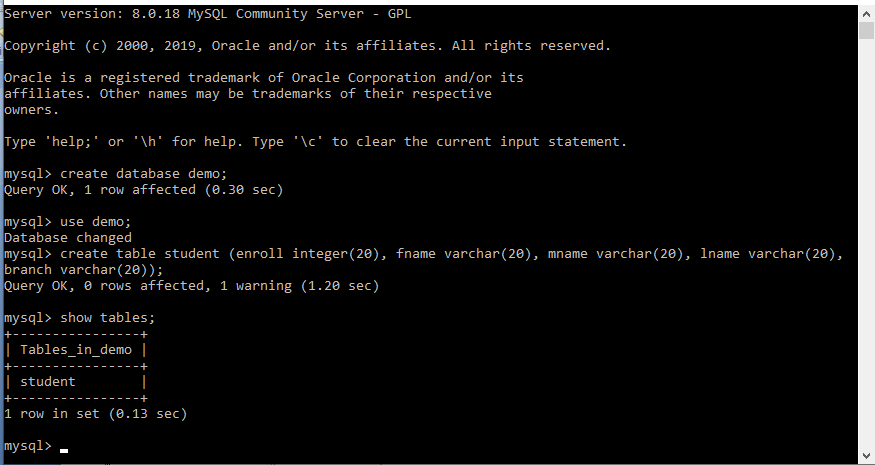 Server version: 8.0.18 MySQL Community Server - GPL
Copyright (c) 2000, 2019, Oracle and/or its affiliates. All rights reserved.
Oracle is a registered trademark of Oracle Corporation and/or its
affiliates. Other names may be trademarks of their respective
owners.
Type 'help;' or '\h' for help. Type '\c' to clear the current input statement.
mysql> create database demo;
Query OK, 1 row affected (0.30 sec)
mysql> use demo;
Database changed
mysql> create table student (enroll integer(20), fname varchar(20), mname varchar(20), lname varchar(20),
branch varchar(20));
Query OK, 0 rows affected, 1 warning (1.20 sec)
mysql> show tables;
+----------------+
| Tables_in_demo |
+----------------+
| student        |
+----------------+
1 row in set (0.13 sec)
mysql> _